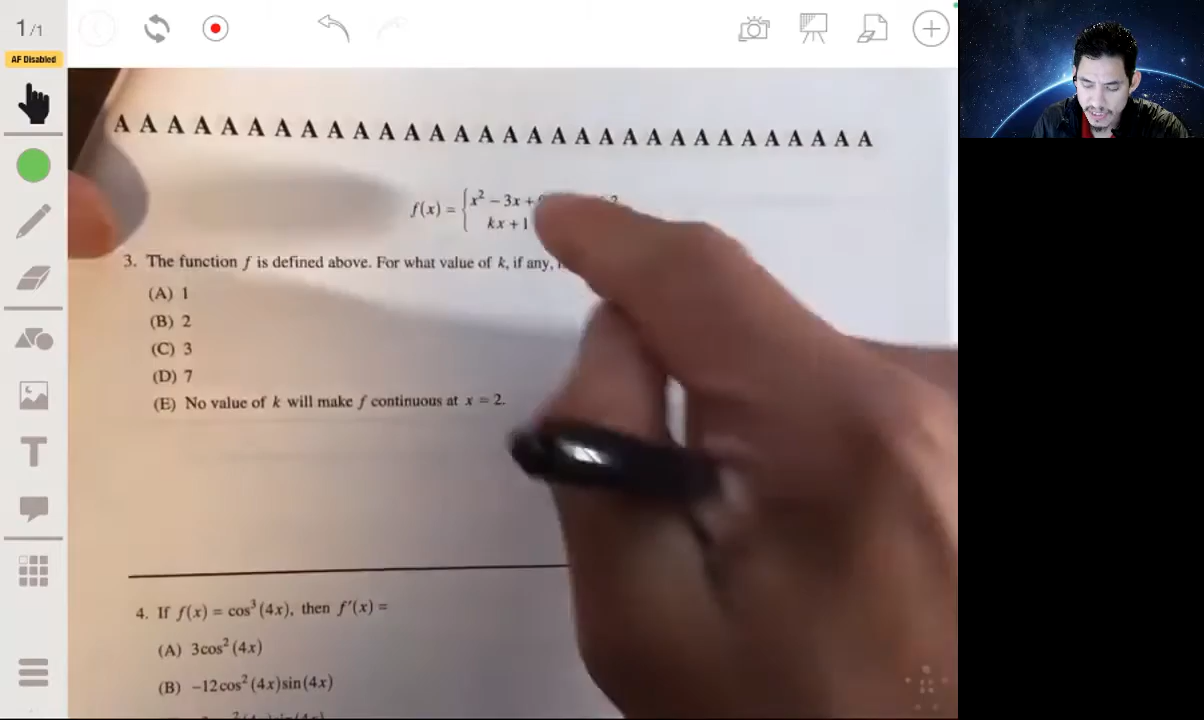 1/1
AF Disabled
A A A A A A A A A A A A A A A A A A A A A A A A A A A A A A
f(x) = { x² − 3x +
kx + 1
3. The function f is defined above. For what value of k, if any,
(A) 1
(B) 2
(C) 3
(D) 7
(E) No value of k will make f continuous at x = 2.
4. If f(x) = cos³(4x), then f′(x) =
(A) 3cos²(4x)
(B) −12cos²(4x)sin(4x)
T